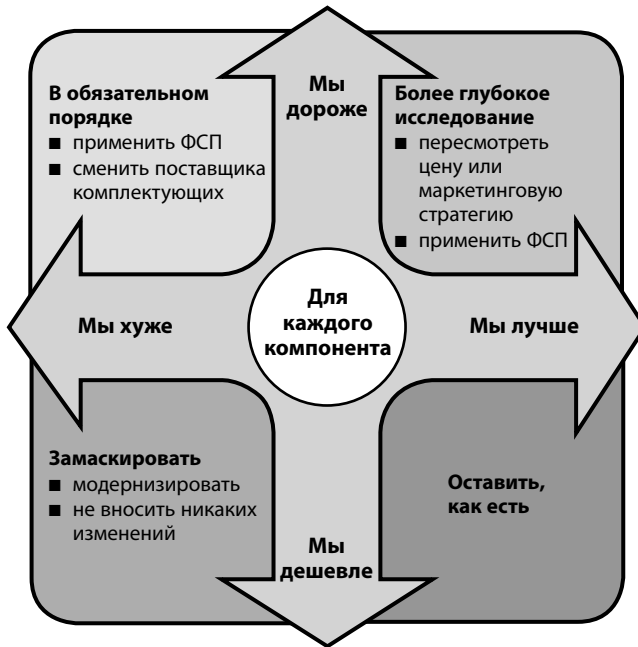 Мы
дороже
В обязательном
порядке
■ применить ФСП
■ сменить поставщика
комплектующих
Более глубокое
исследование
■ пересмотреть
цену или
маркетинговую
стратегию
■ применить ФСП
Мы хуже
Для
каждого
компонента
Мы лучше
Замаскировать
■ модернизировать
■ не вносить никаких
изменений
Оставить,
как есть
Мы
дешевле